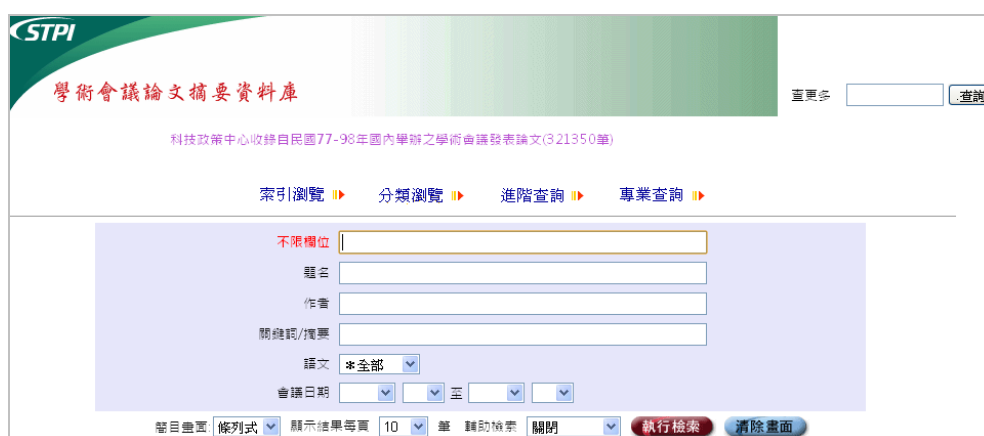 STPI
學術會議論文摘要資料庫
查更多 查詢
科技政策中心收錄自民國77-98年國內舉辦之學術會議發表論文(321350筆)
索引瀏覽 分類瀏覽 進階查詢 專業查詢
不限欄位
題名
作者
關鍵詞/摘要
語文 *全部
會議日期 至
簡目畫面 條列式 顯示結果每頁 10 筆 輔助檢索 關閉 執行檢索 清除畫面